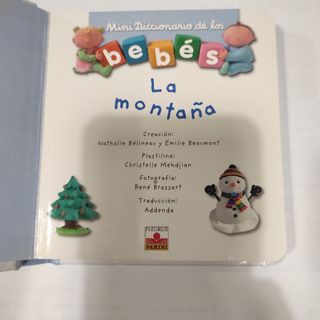 Mini Diccionario de los
bebés
La
montaña
Creación:
Nathalie Bélineau y Émilie Beaumont
Plastilina:
Christelle Mekdjian
Fotografía:
René Brassart
Traducción:
Addenda
FLEURUS
PANINI